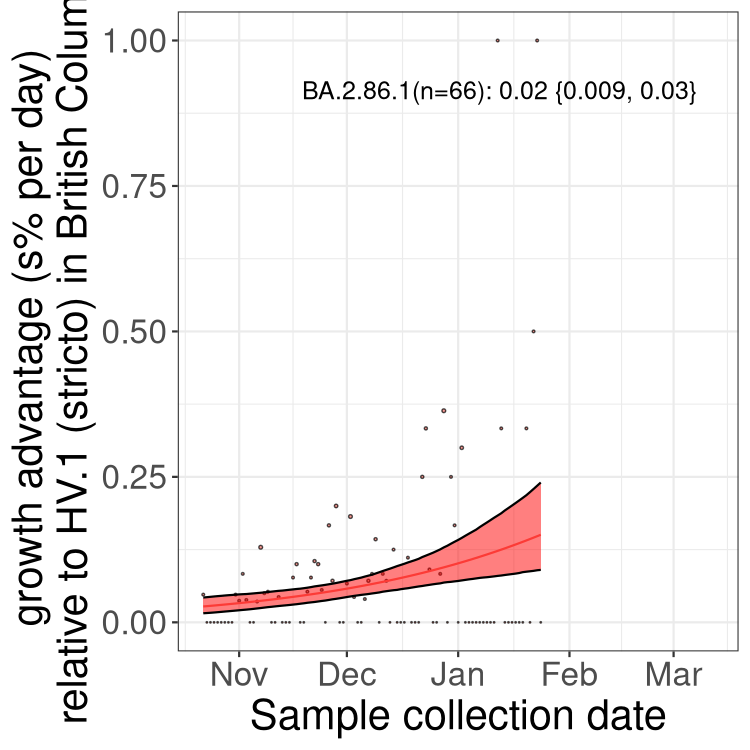 growth advantage (s% per day)
relative to HV.1 (stricto) in British Colum
1.00
0.75
0.50
0.25
0.00
BA.2.86.1(n=66): 0.02 {0.009, 0.03}
Nov Dec Jan Feb Mar
Sample collection date